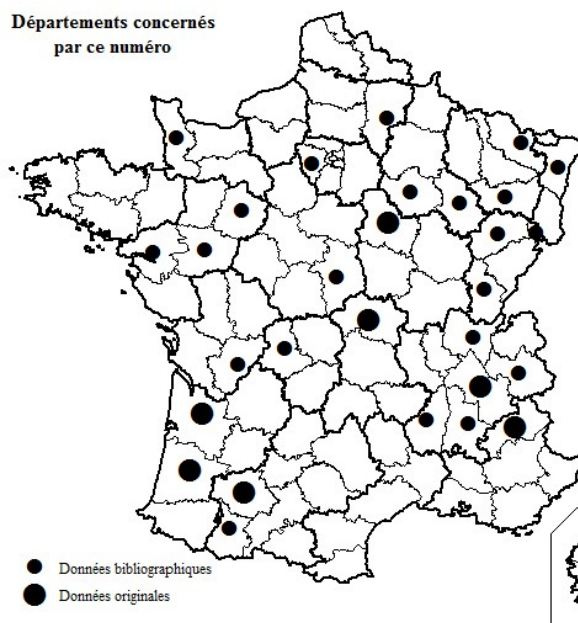 Départements concernés
par ce numéro
Données bibliographiques
Données originales